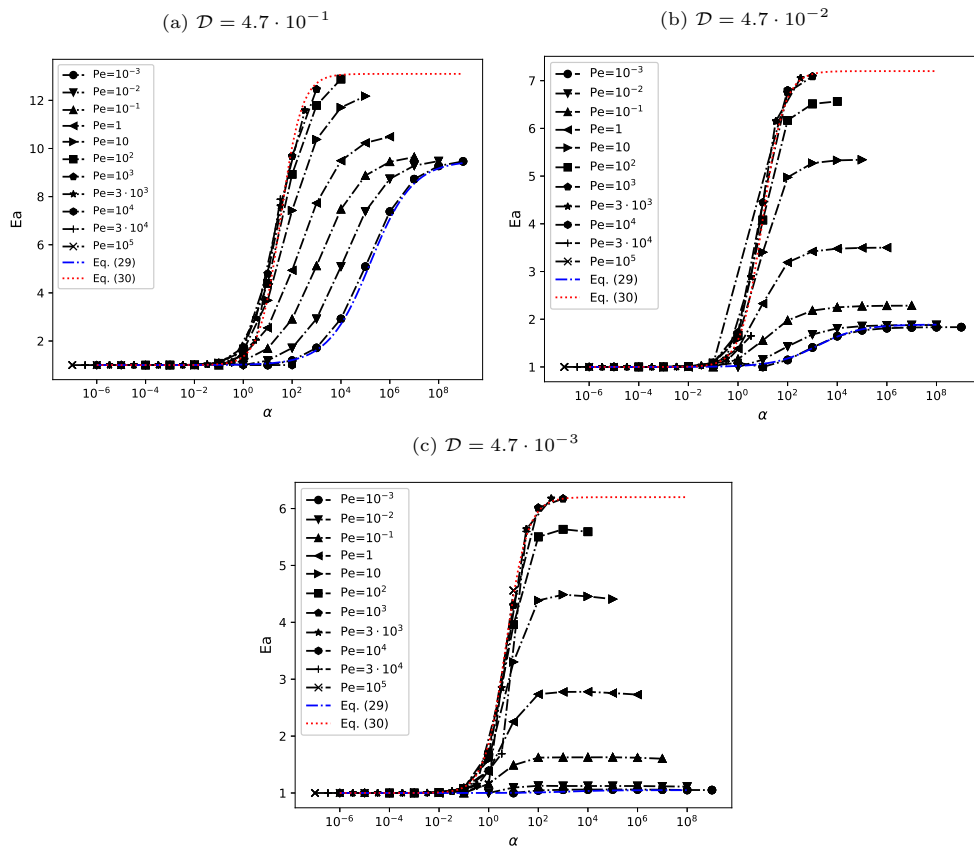 (a) 𝒟 = 4.7 · 10⁻¹
Ea
12
10
8
6
4
2
Pe=10⁻³
Pe=10⁻²
Pe=10⁻¹
Pe=1
Pe=10
Pe=10²
Pe=10³
Pe=3 · 10³
Pe=10⁴
Pe=3 · 10⁴
Pe=10⁵
Eq. (29)
Eq. (30)
10⁻⁶ 10⁻⁴ 10⁻² 10⁰ 10² 10⁴ 10⁶ 10⁸
α
(b) 𝒟 = 4.7 · 10⁻²
Ea
7
6
5
4
3
2
1
Pe=10⁻³
Pe=10⁻²
Pe=10⁻¹
Pe=1
Pe=10
Pe=10²
Pe=10³
Pe=3 · 10³
Pe=10⁴
Pe=3 · 10⁴
Pe=10⁵
Eq. (29)
Eq. (30)
10⁻⁶ 10⁻⁴ 10⁻² 10⁰ 10² 10⁴ 10⁶ 10⁸
α
(c) 𝒟 = 4.7 · 10⁻³
Ea
6
5
4
3
2
1
Pe=10⁻³
Pe=10⁻²
Pe=10⁻¹
Pe=1
Pe=10
Pe=10²
Pe=10³
Pe=3 · 10³
Pe=10⁴
Pe=3 · 10⁴
Pe=10⁵
Eq. (29)
Eq. (30)
10⁻⁶ 10⁻⁴ 10⁻² 10⁰ 10² 10⁴ 10⁶ 10⁸
α